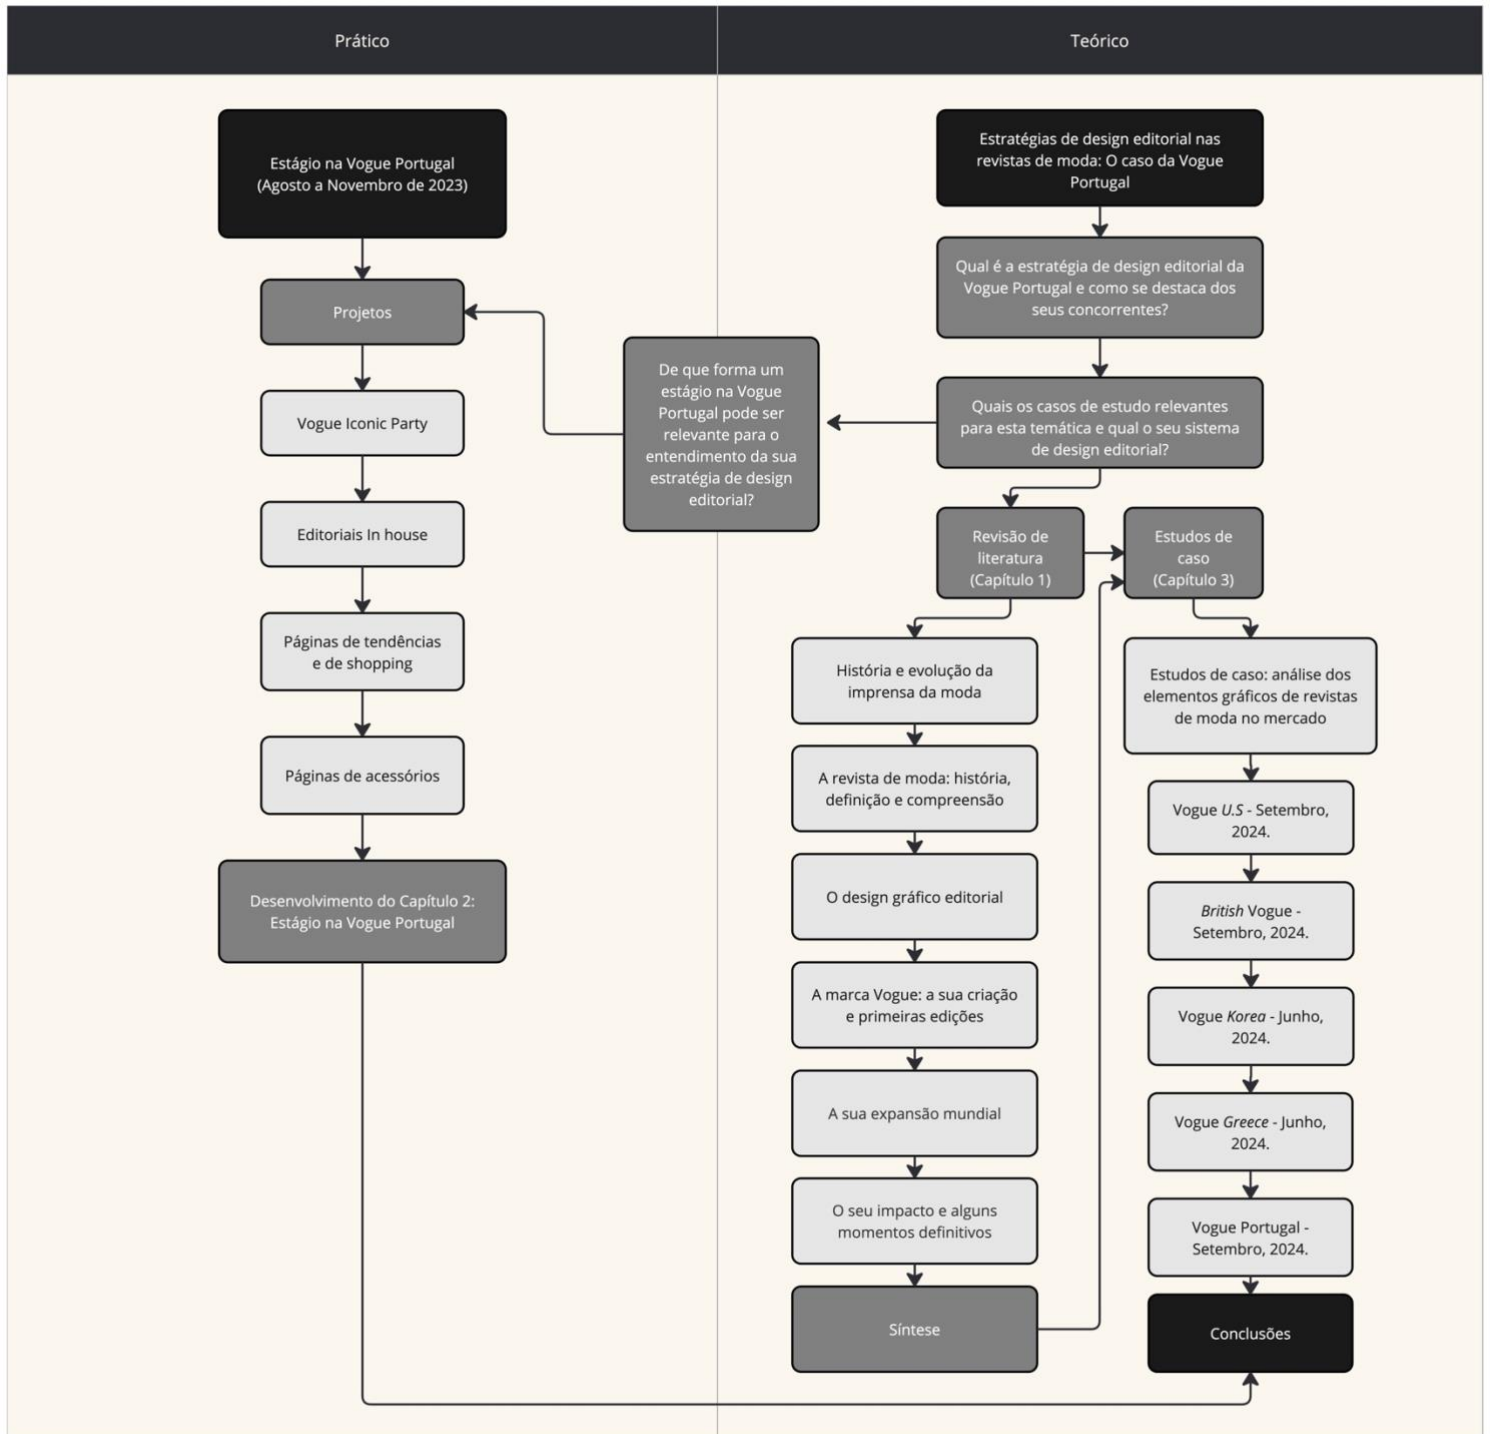 Prático
Teórico
Estágio na Vogue Portugal
(Agosto a Novembro de 2023)
Projetos
Vogue Iconic Party
Editoriais In house
Páginas de tendências
e de shopping
Páginas de acessórios
Desenvolvimento do Capítulo 2:
Estágio na Vogue Portugal
De que forma um
estágio na Vogue
Portugal pode ser
relevante para o
entendimento da sua
estratégia de design
editorial?
Estratégias de design editorial nas
revistas de moda: O caso da Vogue
Portugal
Qual é a estratégia de design editorial da
Vogue Portugal e como se destaca dos
seus concorrentes?
Quais os casos de estudo relevantes
para esta temática e qual o seu sistema
de design editorial?
Revisão de
literatura
(Capítulo 1)
Estudos de
caso
(Capítulo 3)
História e evolução da
imprensa da moda
A revista de moda: história,
definição e compreensão
O design gráfico editorial
A marca Vogue: a sua criação
e primeiras edições
A sua expansão mundial
O seu impacto e alguns
momentos definitivos
Síntese
Estudos de caso: análise dos
elementos gráficos de revistas
de moda no mercado
Vogue U.S - Setembro,
2024.
British Vogue -
Setembro, 2024.
Vogue Korea - Junho,
2024.
Vogue Greece - Junho,
2024.
Vogue Portugal -
Setembro, 2024.
Conclusões